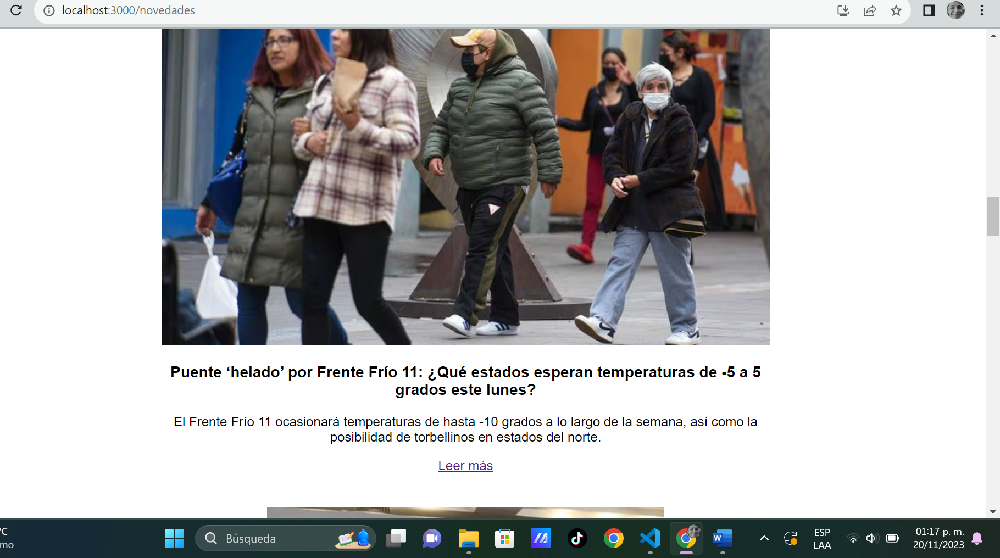 localhost:3000/novedades
Puente ‘helado’ por Frente Frío 11: ¿Qué estados esperan temperaturas de -5 a 5
grados este lunes?
El Frente Frío 11 ocasionará temperaturas de hasta -10 grados a lo largo de la semana, así como la
posibilidad de torbellinos en estados del norte.
Leer más
°C
mo
Búsqueda
W
ESP
LAA
01:17 p. m.
20/11/2023